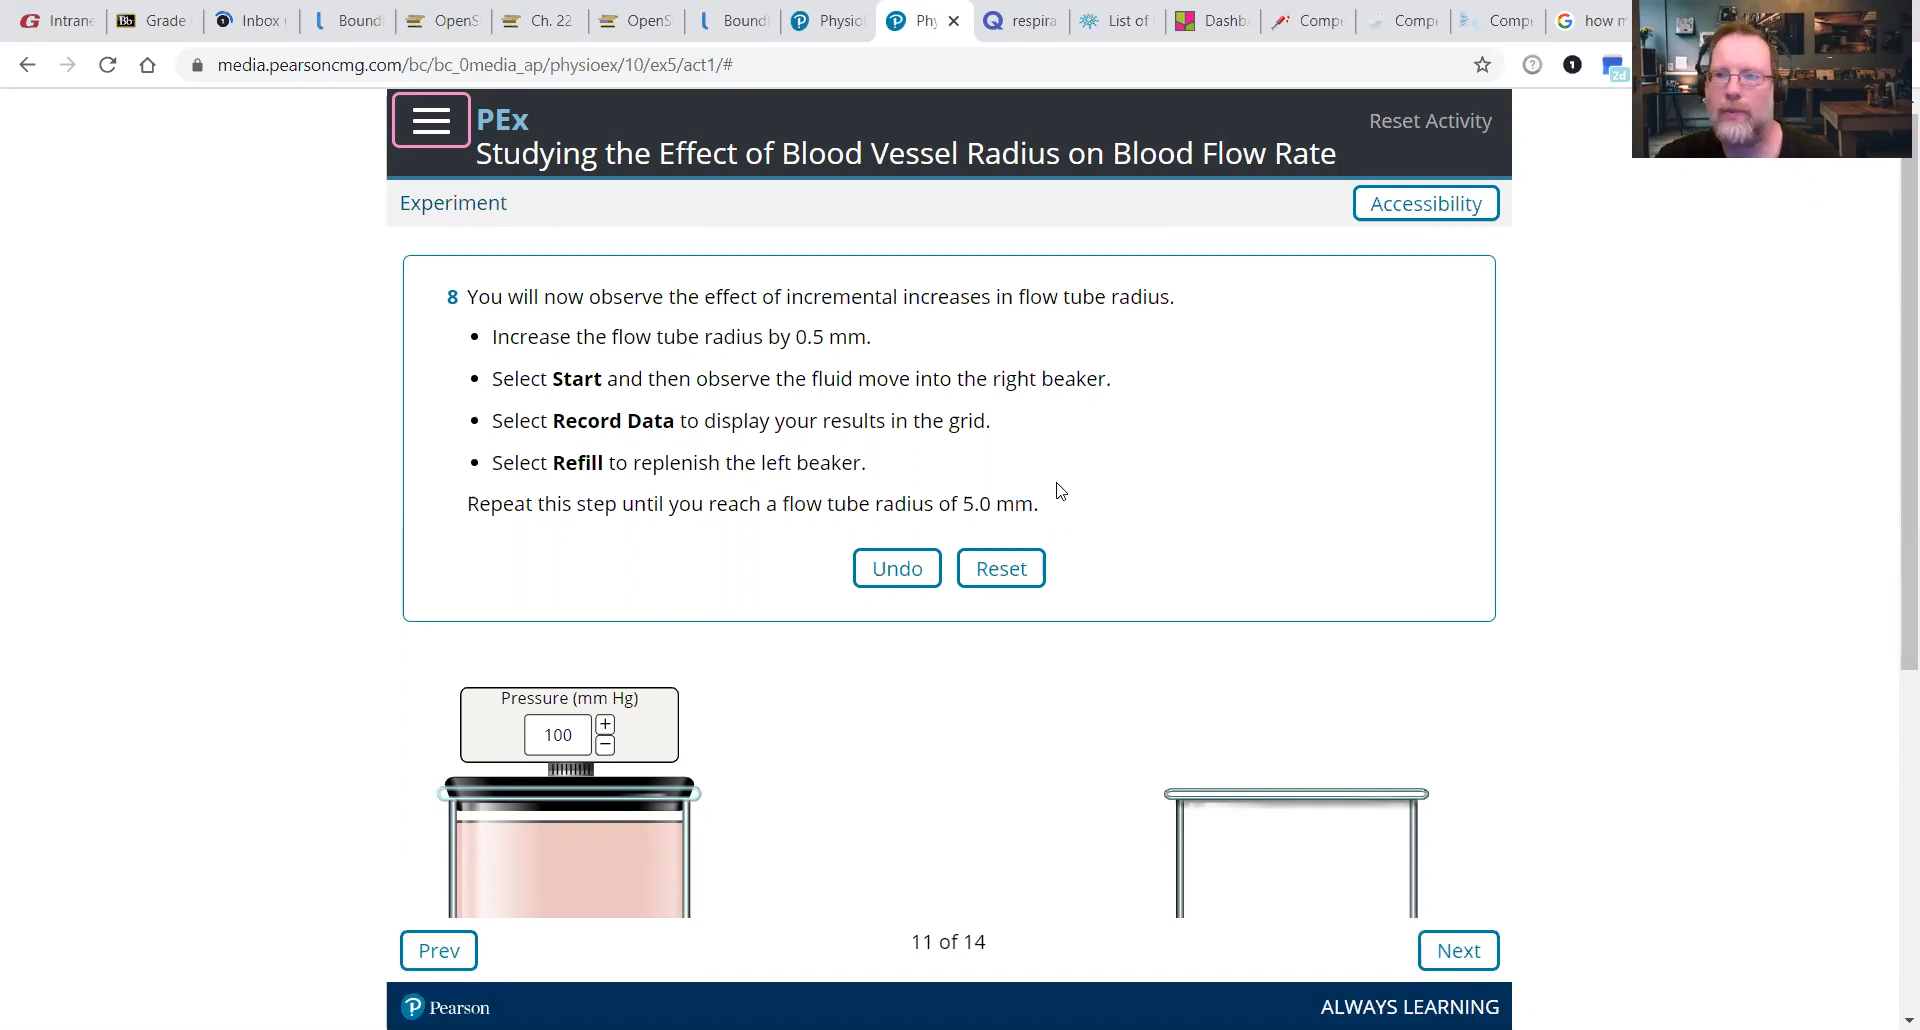 Intrane
Grade
Inbox
Bound
OpenS
Ch. 22
OpenS
Bound
Physio
Phy
respira
List of
Dashb
Comp
Comp
Comp
how m
media.pearsoncmg.com/bc/bc_0media_ap/physioex/10/ex5/act1/#
2d
PEx
Reset Activity
Studying the Effect of Blood Vessel Radius on Blood Flow Rate
Experiment
Accessibility
8 You will now observe the effect of incremental increases in flow tube radius.
• Increase the flow tube radius by 0.5 mm.
• Select Start and then observe the fluid move into the right beaker.
• Select Record Data to display your results in the grid.
• Select Refill to replenish the left beaker.
Repeat this step until you reach a flow tube radius of 5.0 mm.
Undo
Reset
Pressure (mm Hg)
100
+
−
Prev
11 of 14
Next
Pearson
ALWAYS LEARNING